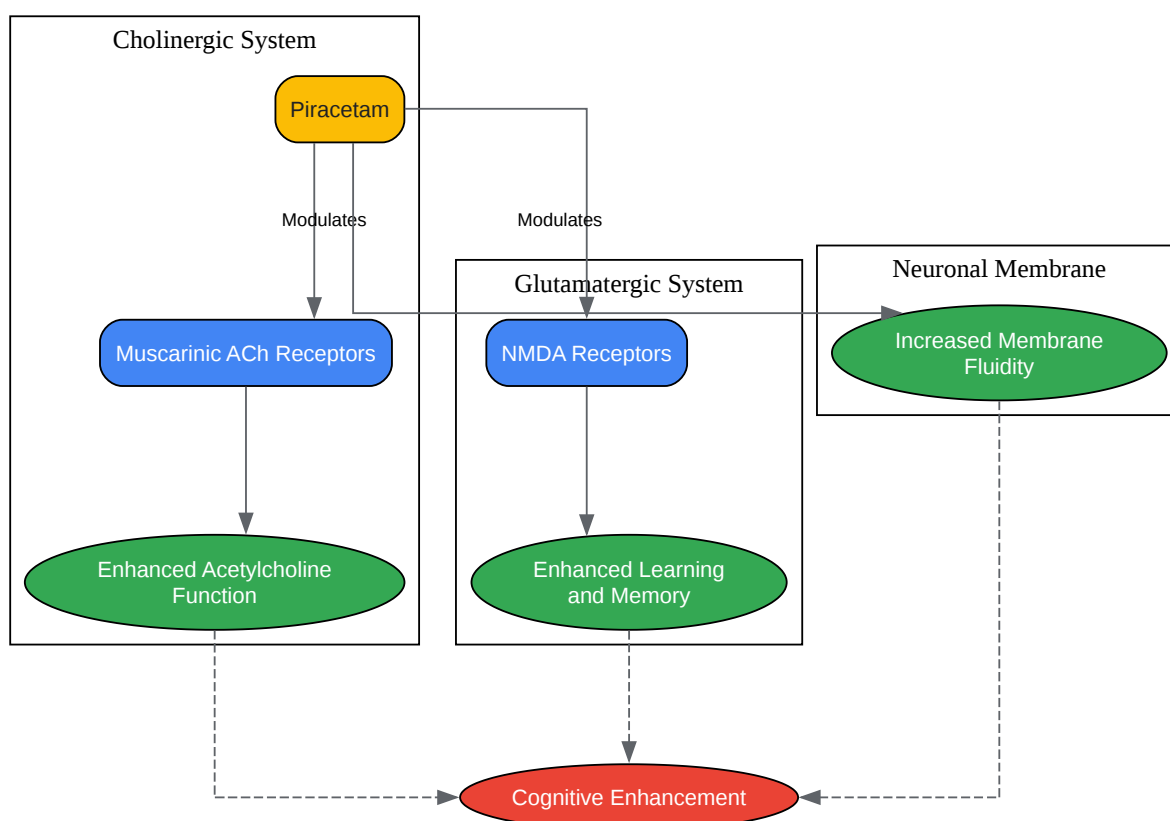 Cholinergic System
Piracetam
Modulates
Modulates
Neuronal Membrane
Glutamatergic System
Increased Membrane
Fluidity
Muscarinic ACh Receptors
NMDA Receptors
Enhanced Acetylcholine
Function
Enhanced Learning
and Memory
Cognitive Enhancement